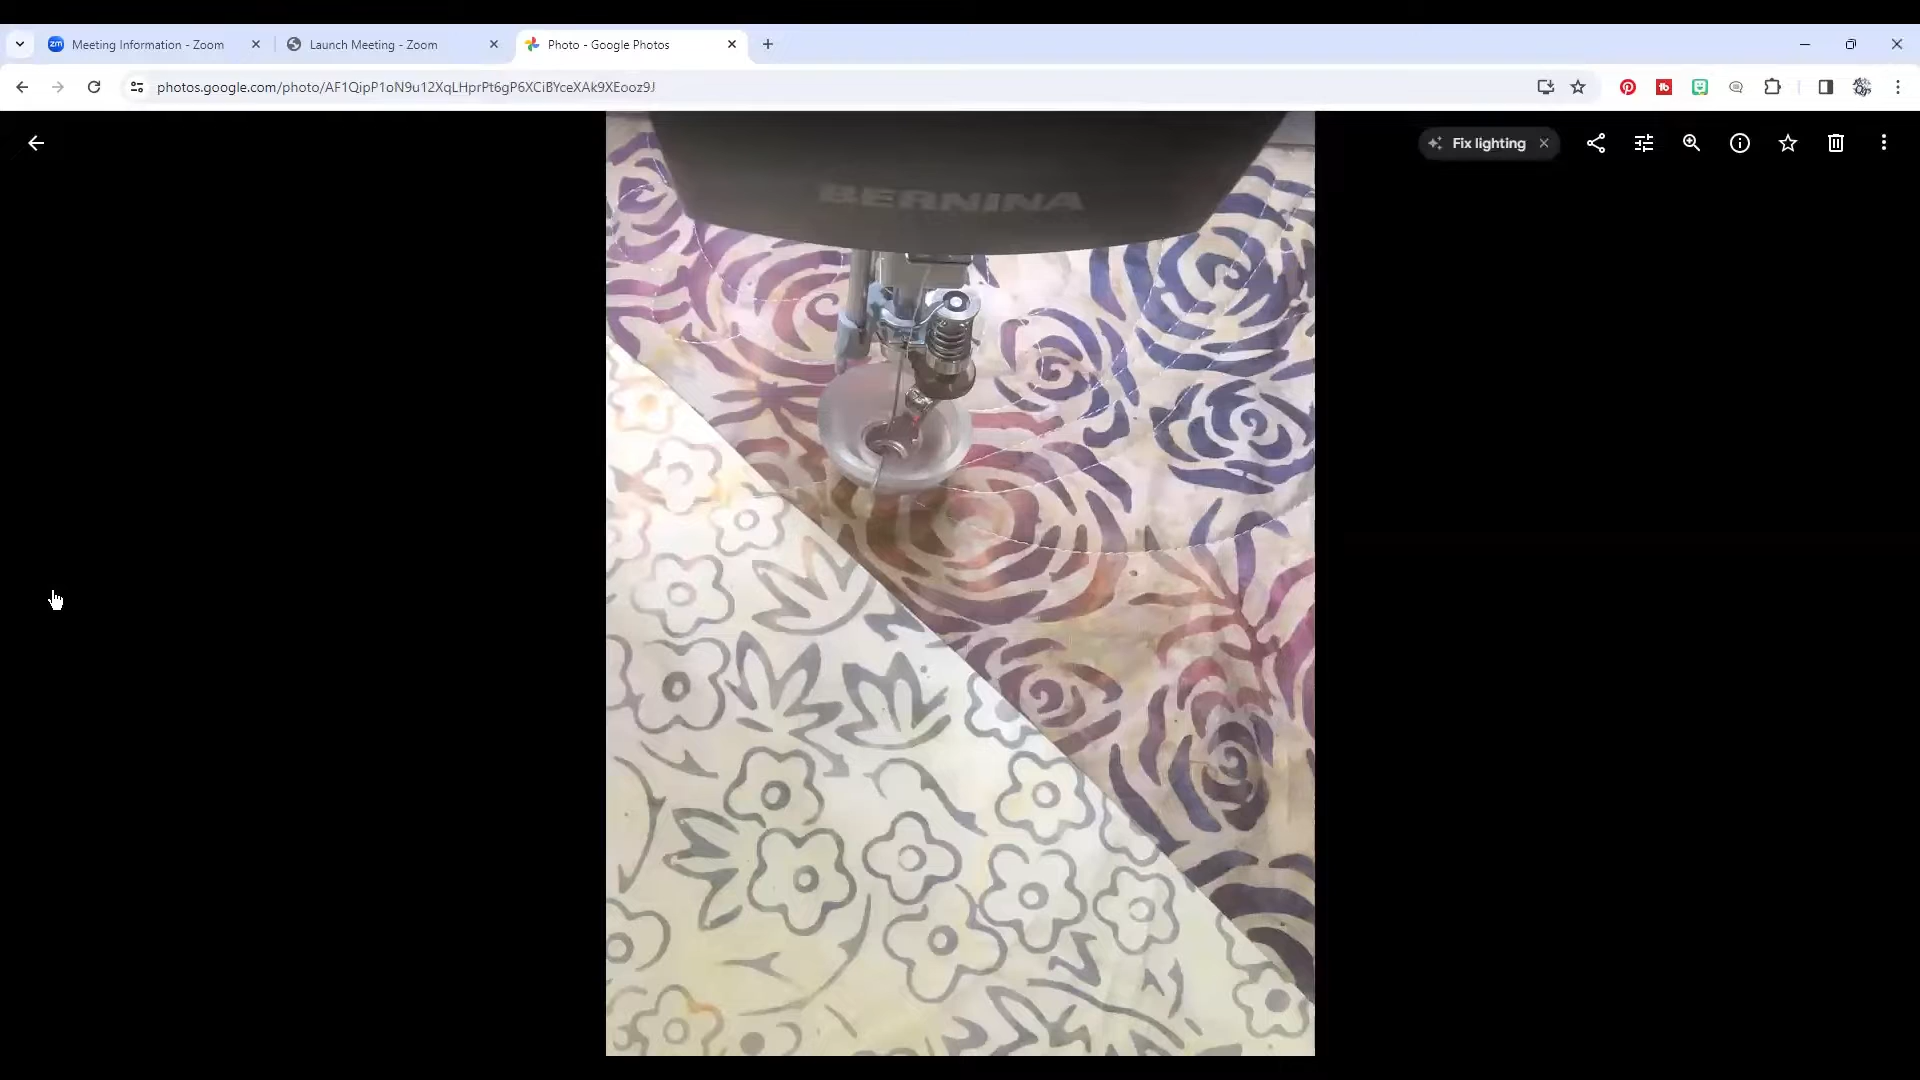 Meeting Information - Zoom
Launch Meeting - Zoom
Photo - Google Photos
photos.google.com/photo/AF1QipP1oN9u12XqLHprPt6gP6XCiBYceXAk9XEooz9J
Fix lighting
BERNINA